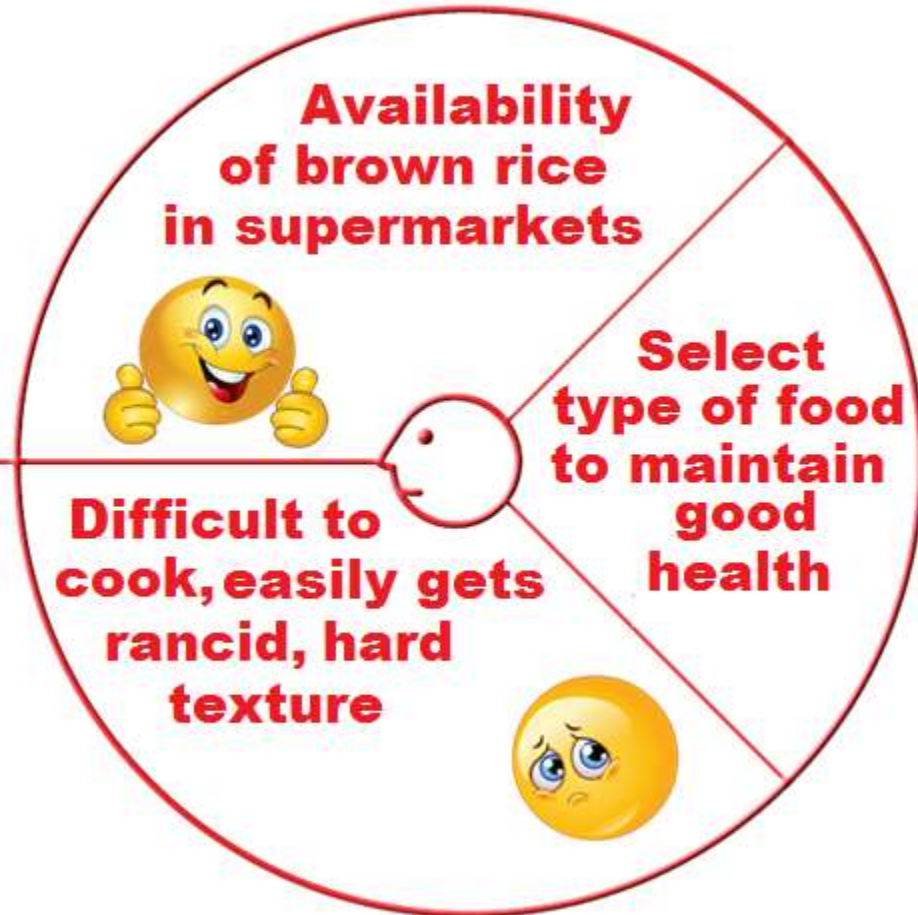 Availability
of brown rice
in supermarkets
Select
type of food
to maintain
good
health
Difficult to
cook, easily gets
rancid, hard
texture